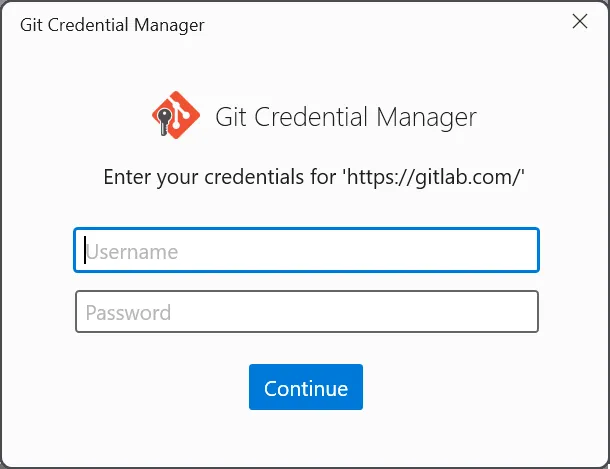 Git Credential Manager
Git Credential Manager
Enter your credentials for 'https://gitlab.com/'
Username
Password
Continue